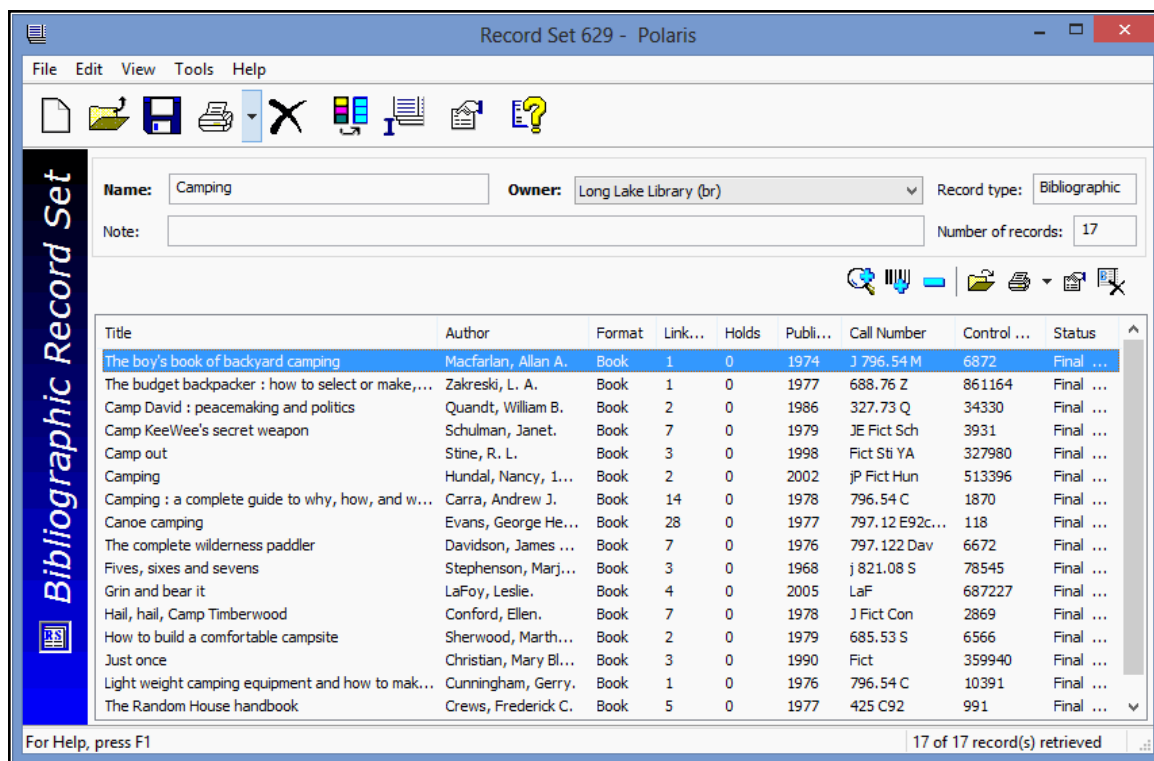 Record Set 629 - Polaris
File Edit View Tools Help
Bibliographic Record Set
Name: Camping Owner: Long Lake Library (br) Record type: Bibliographic
Note: Number of records: 17
Title Author Format Link... Holds Publi... Call Number Control ... Status
The boy's book of backyard camping Macfarlan, Allan A. Book 1 0 1974 J 796.54 M 6872 Final ...
The budget backpacker : how to select or make,... Zakreski, L. A. Book 1 0 1977 688.76 Z 861164 Final ...
Camp David : peacemaking and politics Quandt, William B. Book 2 0 1986 327.73 Q 34330 Final ...
Camp KeeWee's secret weapon Schulman, Janet. Book 7 0 1979 JE Fict Sch 3931 Final ...
Camp out Stine, R. L. Book 3 0 1998 Fict Sti YA 327980 Final ...
Camping Hundal, Nancy, 1... Book 2 0 2002 jP Fict Hun 513396 Final ...
Camping : a complete guide to why, how, and w... Carra, Andrew J. Book 14 0 1978 796.54 C 1870 Final ...
Canoe camping Evans, George He... Book 28 0 1977 797.12 E92c... 118 Final ...
The complete wilderness paddler Davidson, James ... Book 7 0 1976 797.122 Dav 6672 Final ...
Fives, sixes and sevens Stephenson, Marj... Book 3 0 1968 j 821.08 S 78545 Final ...
Grin and bear it LaFoy, Leslie. Book 4 0 2005 LaF 687227 Final ...
Hail, hail, Camp Timberwood Conford, Ellen. Book 7 0 1978 J Fict Con 2869 Final ...
How to build a comfortable campsite Sherwood, Marth... Book 2 0 1979 685.53 S 6566 Final ...
Just once Christian, Mary Bl... Book 3 0 1990 Fict 359940 Final ...
Light weight camping equipment and how to mak... Cunningham, Gerry. Book 1 0 1976 796.54 C 10391 Final ...
The Random House handbook Crews, Frederick C. Book 5 0 1977 425 C92 991 Final ...
For Help, press F1 17 of 17 record(s) retrieved